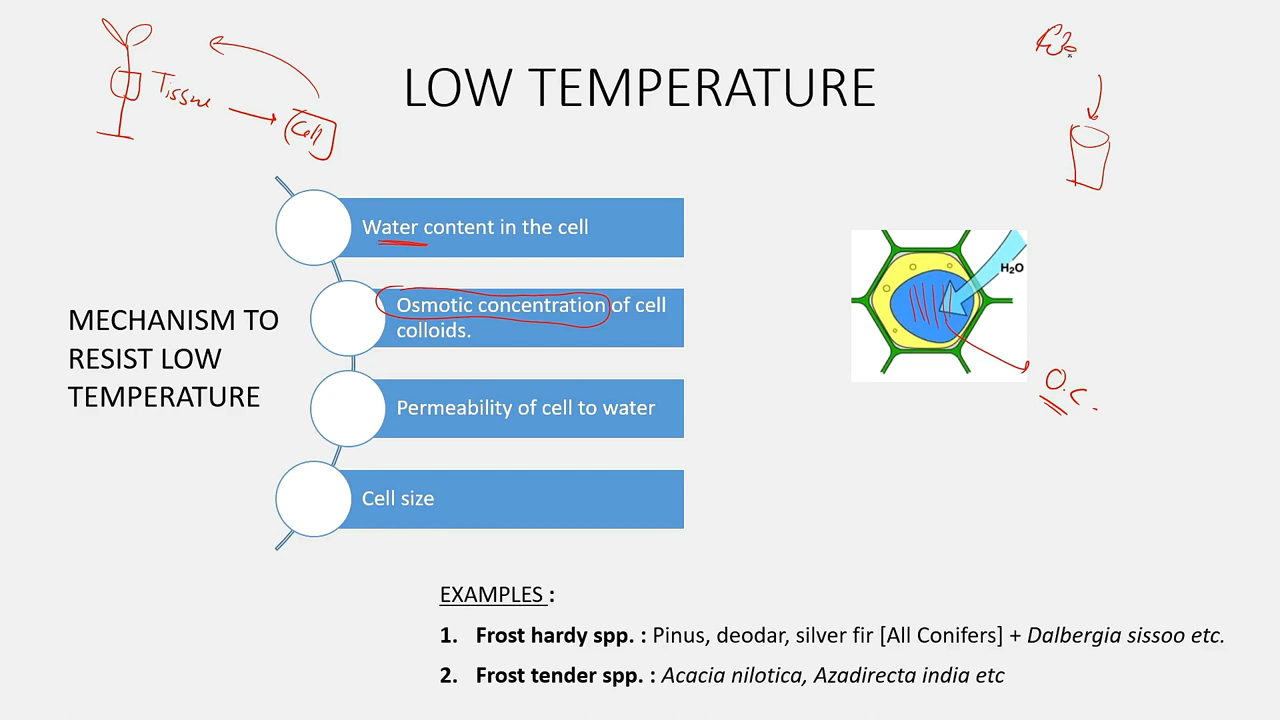 Tissue
Cell
LOW TEMPERATURE
Water content in the cell
H₂O
MECHANISM TO
RESIST LOW
TEMPERATURE
Osmotic concentration of cell
colloids.
O.C.
Permeability of cell to water
Cell size
EXAMPLES :
1. Frost hardy spp. : Pinus, deodar, silver fir [All Conifers] + Dalbergia sissoo etc.
2. Frost tender spp. : Acacia nilotica, Azadirecta india etc